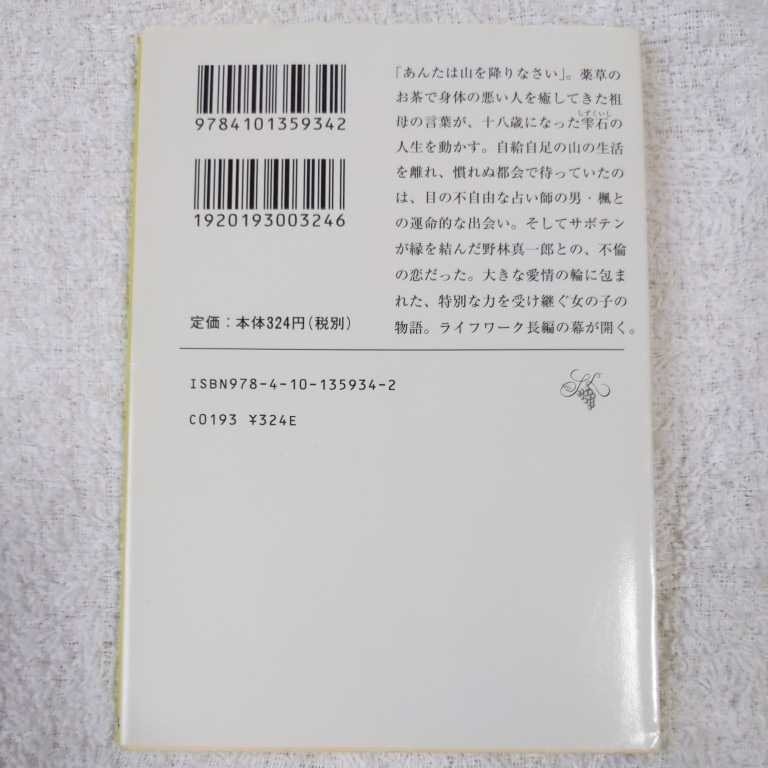 9784101359342
1920193003246
定価：本体324円(税別)
「あんたは山を降りなさい」。薬草の
お茶で身体の悪い人を癒してきた祖
母の言葉が、十八歳になった雫石の
しずくいし
人生を動かす。自給自足の山の生活
を離れ、慣れぬ都会で待っていたの
は、目の不自由な占い師の男・楓と
の運命的な出会い。そしてサボテン
が縁を結んだ野林真一郎との、不倫
の恋だった。大きな愛情の輪に包ま
れた、特別な力を受け継ぐ女の子の
物語。ライフワーク長編の幕が開く。
ISBN978-4-10-135934-2
C0193 ¥324E